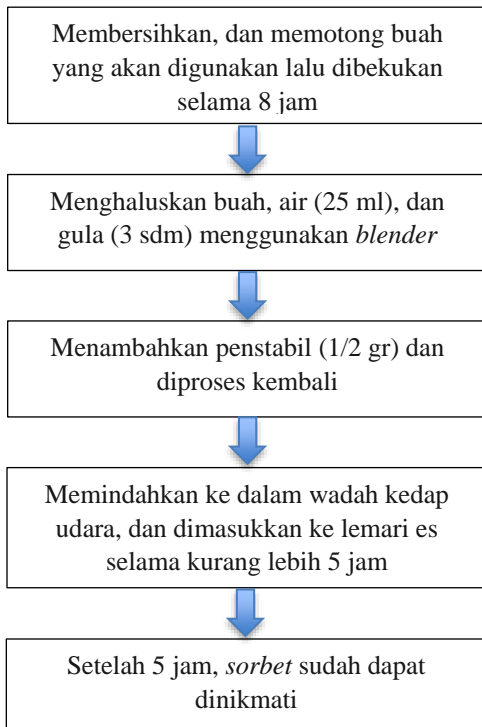 Membersihkan, dan memotong buah
yang akan digunakan lalu dibekukan
selama 8 jam
Menghaluskan buah, air (25 ml), dan
gula (3 sdm) menggunakan blender
Menambahkan penstabil (1/2 gr) dan
diproses kembali
Memindahkan ke dalam wadah kedap
udara, dan dimasukkan ke lemari es
selama kurang lebih 5 jam
Setelah 5 jam, sorbet sudah dapat
dinikmati